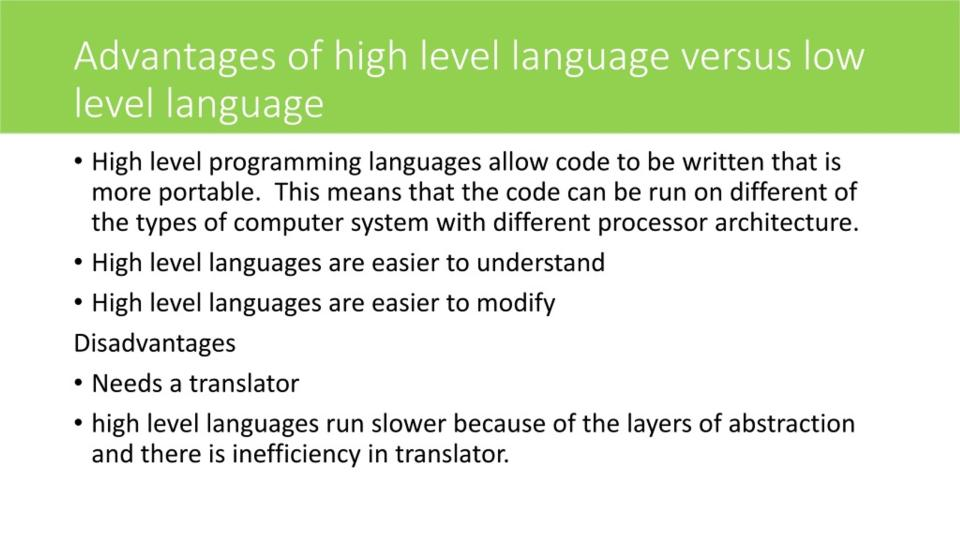 Advantages of high level language versus low
level language
• High level programming languages allow code to be written that is
more portable.  This means that the code can be run on different of
the types of computer system with different processor architecture.
• High level languages are easier to understand
• High level languages are easier to modify
Disadvantages
• Needs a translator
• high level languages run slower because of the layers of abstraction
and there is inefficiency in translator.